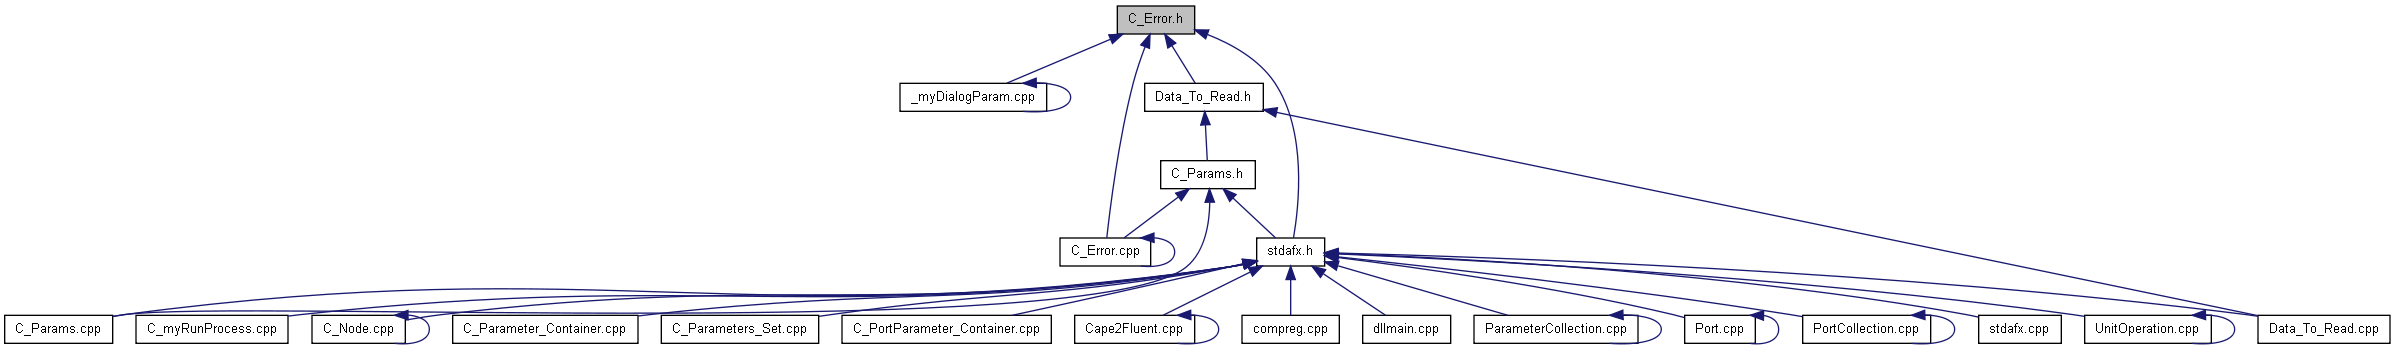 C_Error.h
_myDialogParam.cpp
Data_To_Read.h
C_Params.h
C_Error.cpp
stdafx.h
C_Params.cpp
C_myRunProcess.cpp
C_Node.cpp
C_Parameter_Container.cpp
C_Parameters_Set.cpp
C_PortParameter_Container.cpp
Cape2Fluent.cpp
compreg.cpp
dllmain.cpp
ParameterCollection.cpp
Port.cpp
PortCollection.cpp
stdafx.cpp
UnitOperation.cpp
Data_To_Read.cpp